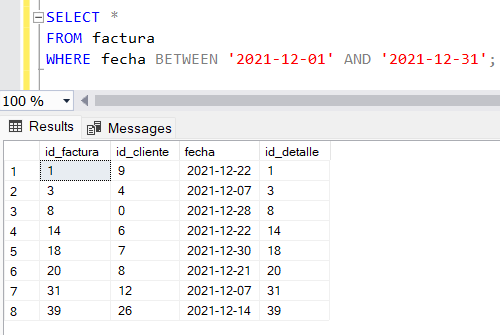 SELECT *
FROM factura
WHERE fecha BETWEEN '2021-12-01' AND '2021-12-31';
100 %
Results Messages
id_factura id_cliente fecha id_detalle
1 1 9 2021-12-22 1
2 3 4 2021-12-07 3
3 8 0 2021-12-28 8
4 14 6 2021-12-22 14
5 18 7 2021-12-30 18
6 20 8 2021-12-21 20
7 31 12 2021-12-07 31
8 39 26 2021-12-14 39